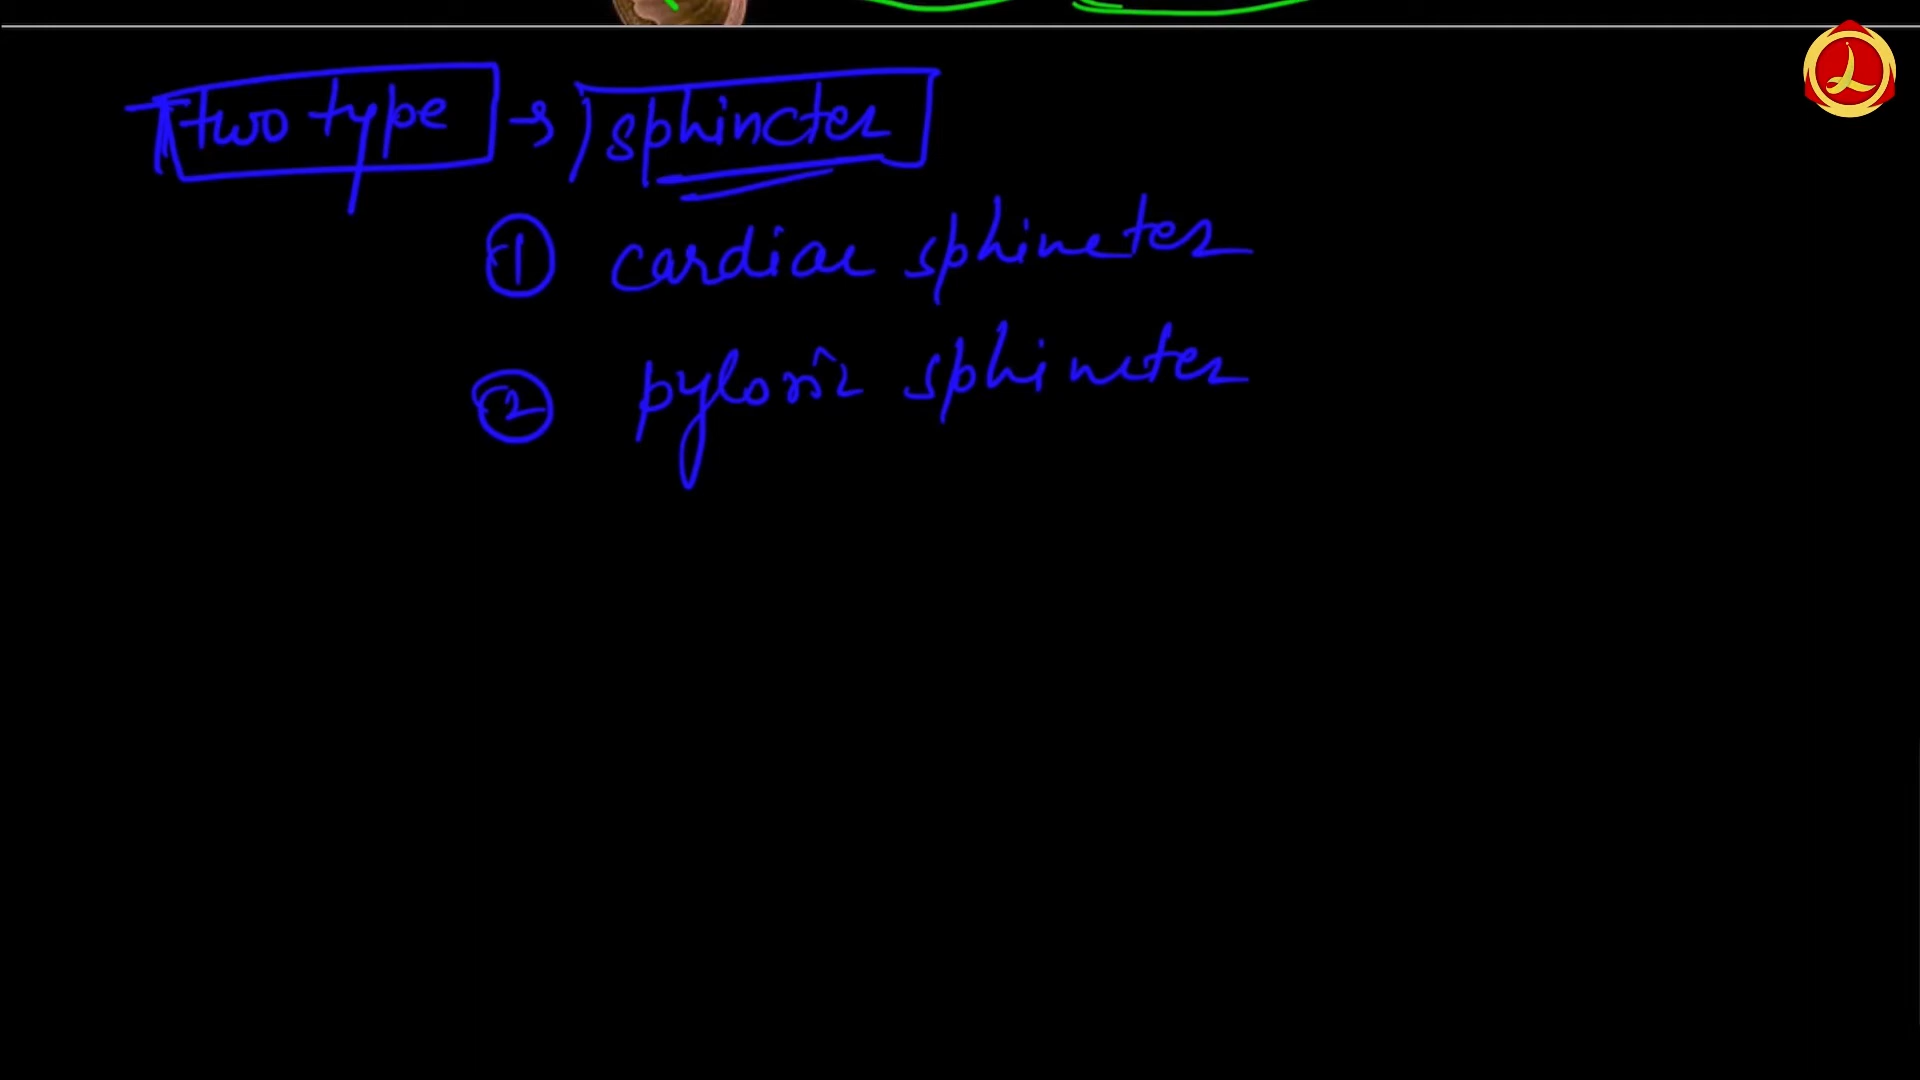 two type → sphincter
① cardiac sphincter
② pyloric sphincter